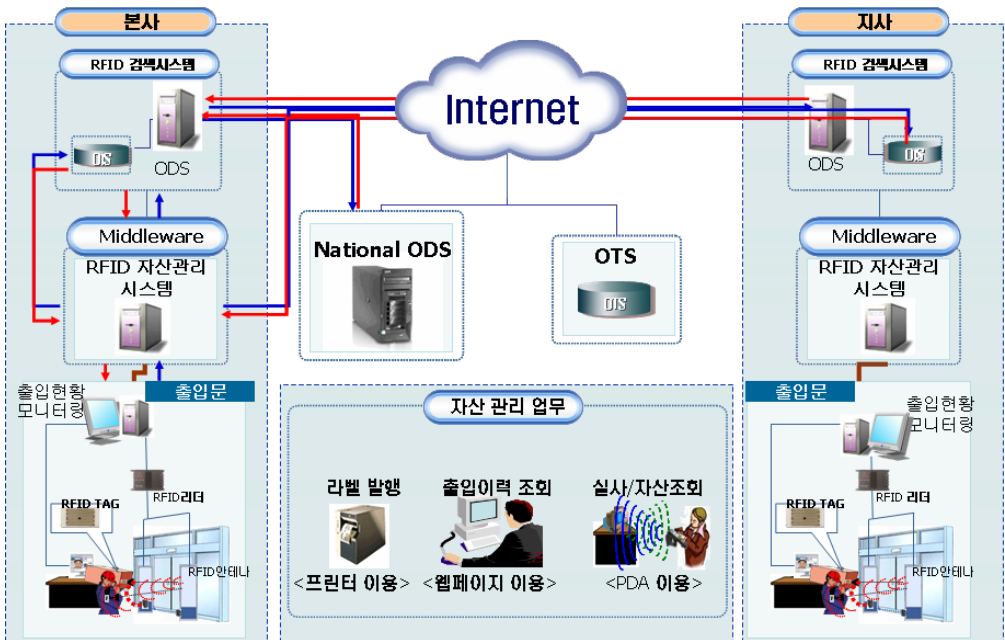 본사
RFID 검색시스템
ODS
OIS
Middleware
RFID 자산관리
시스템
출입현황
모니터링
출입문
RFID리더
RFID TAG
RFID안테나
Internet
National ODS
OTS
OIS
자산 관리 업무
라벨 발행
<프린터 이용>
출입이력 조회
<웹페이지 이용>
실사/자산조회
<PDA 이용>
지사
RFID 검색시스템
ODS
OIS
Middleware
RFID 자산관리
시스템
출입문
출입현황
모니터링
RFID 리더
RFID TAG
RFID안테나